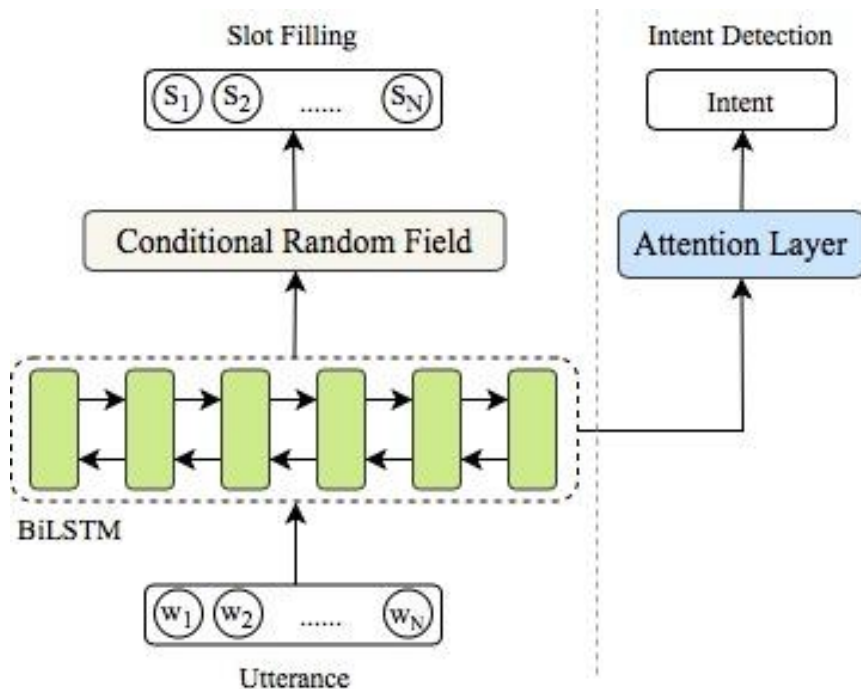 Slot Filling
Intent Detection
S1 S2 ...... SN
Intent
Conditional Random Field
Attention Layer
BiLSTM
w1 w2 ...... wN
Utterance